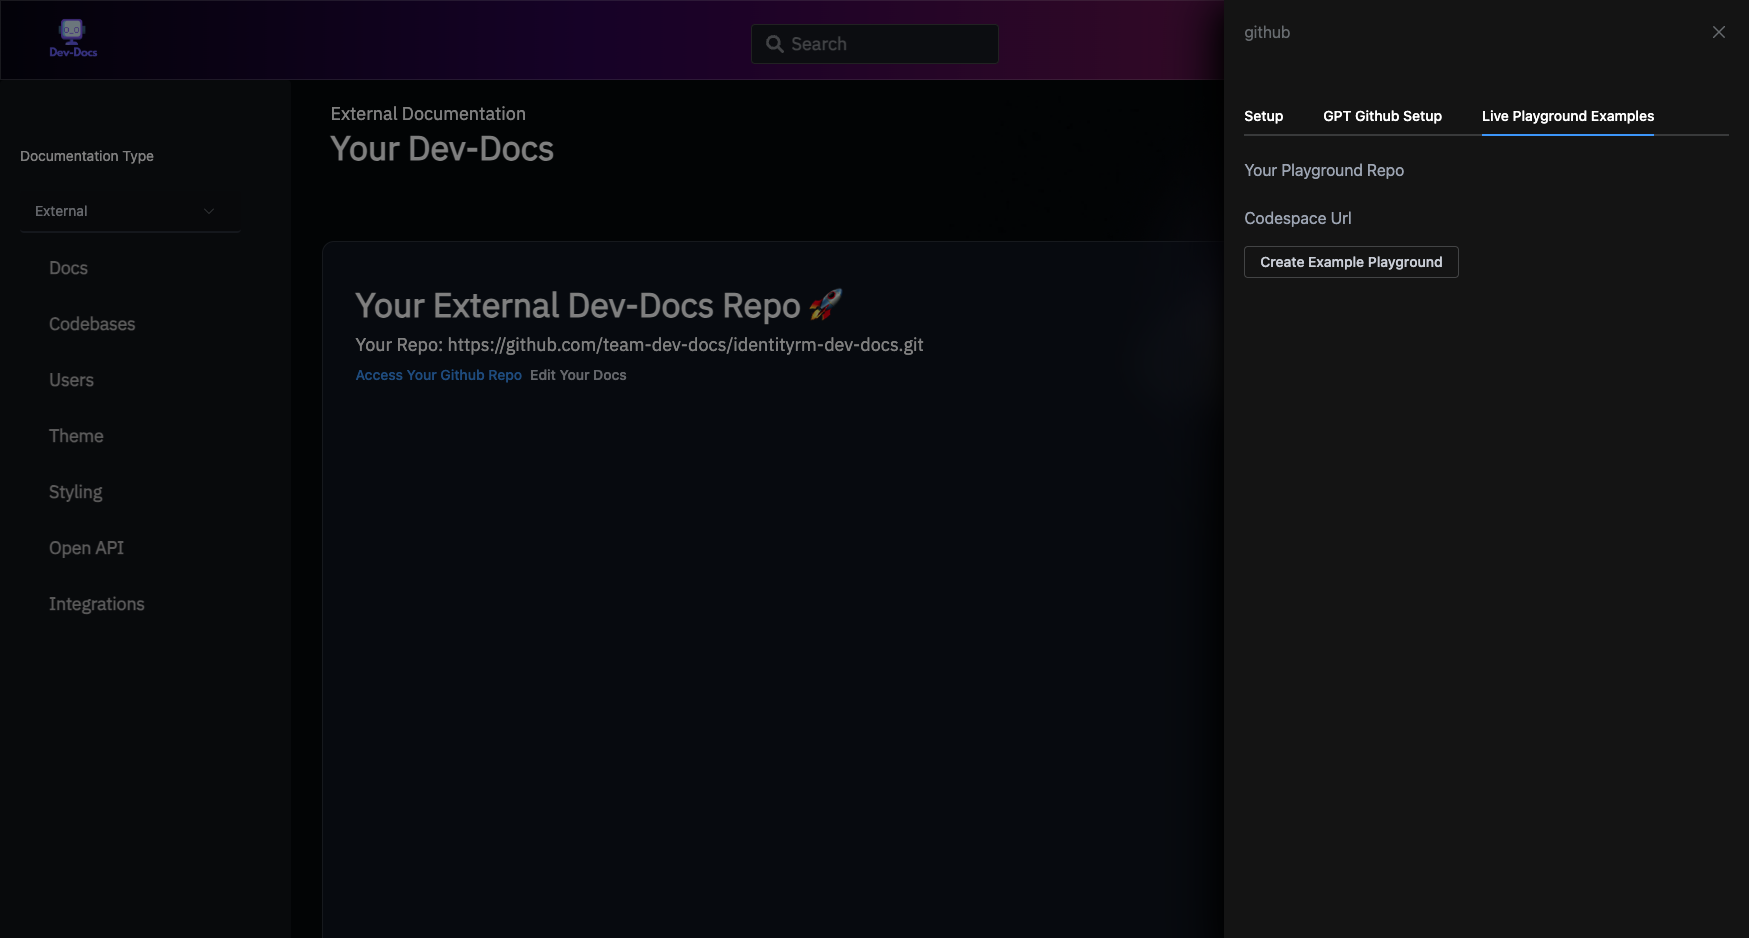 Dev-Docs
Search
Documentation Type
External
Docs
Codebases
Users
Theme
Styling
Open API
Integrations
External Documentation
Your Dev-Docs
Your External Dev-Docs Repo 🚀
Your Repo: https://github.com/team-dev-docs/identityrm-dev-docs.git
Access Your Github Repo Edit Your Docs
github
Setup GPT Github Setup Live Playground Examples
Your Playground Repo
Codespace Url
Create Example Playground